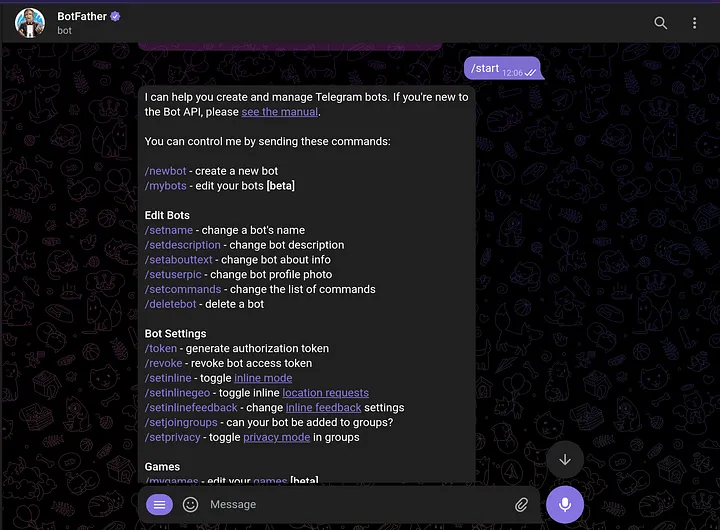 BotFather
bot
/start 12:06
I can help you create and manage Telegram bots. If you're new to
the Bot API, please see the manual.
You can control me by sending these commands:
/newbot - create a new bot
/mybots - edit your bots [beta]
Edit Bots
/setname - change a bot's name
/setdescription - change bot description
/setabouttext - change bot about info
/setuserpic - change bot profile photo
/setcommands - change the list of commands
/deletebot - delete a bot
Bot Settings
/token - generate authorization token
/revoke - revoke bot access token
/setinline - toggle inline mode
/setinlinegeo - toggle inline location requests
/setinlinefeedback - change inline feedback settings
/setjoingroups - can your bot be added to groups?
/setprivacy - toggle privacy mode in groups
Games
/mygames - edit your games [beta]
Message